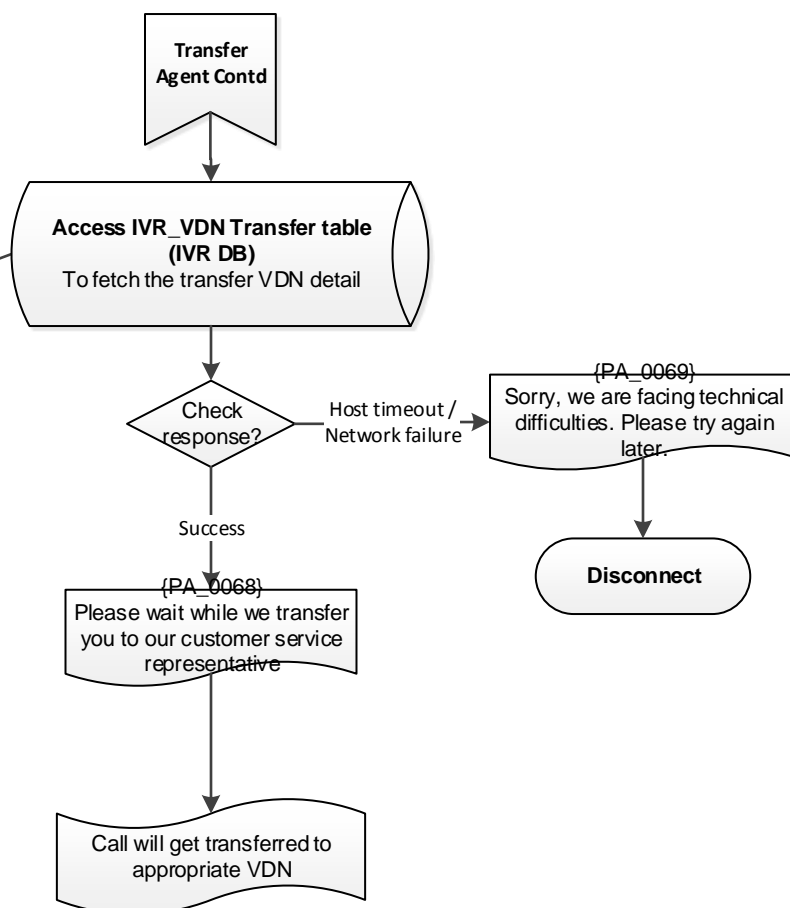 Transfer
Agent Contd
Access IVR_VDN Transfer table
(IVR DB)
To fetch the transfer VDN detail
Check
response?
Host timeout /
Network failure
{PA_0069}
Sorry, we are facing technical
difficulties. Please try again
later.
Success
Disconnect
{PA_0068}
Please wait while we transfer
you to our customer service
representative
Call will get transferred to
appropriate VDN